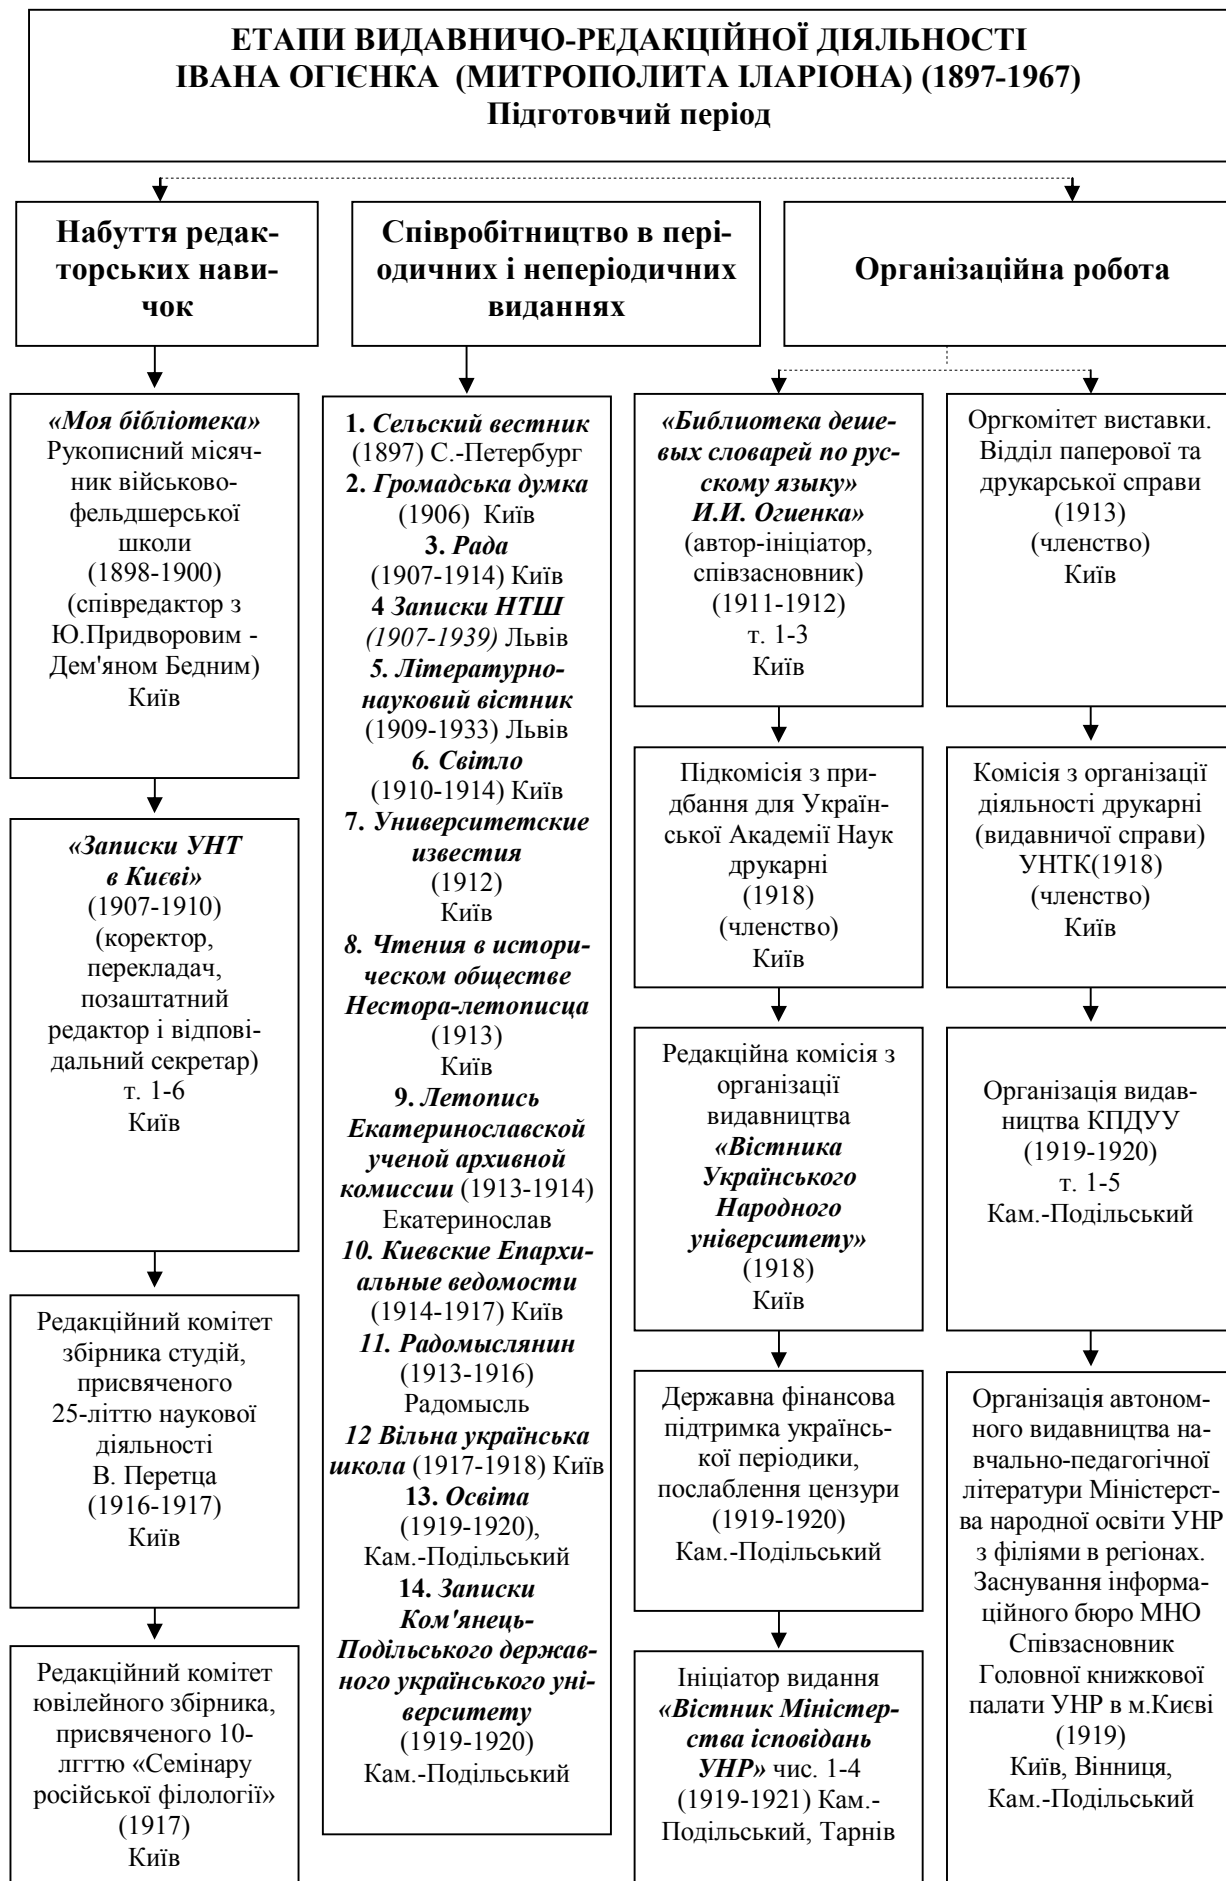 ЕТАПИ ВИДАВНИЧО-РЕДАКЦІЙНОЇ ДІЯЛЬНОСТІ
ІВАНА ОГІЄНКА (МИТРОПОЛИТА ІЛАРІОНА) (1897-1967)
Підготовчий період
Набуття редак-
торських нави-
чок
Співробітництво в пері-
одичних і неперіодичних
виданнях
Організаційна робота
«Моя бібліотека»
Рукописний місяч-
ник військово-
фельдшерської
школи
(1898-1900)
(співредактор з
Ю.Придворовим -
Дем'яном Бедним)
Київ
«Записки УНТ
в Києві»
(1907-1910)
(коректор,
перекладач,
позаштатний
редактор і відпові-
дальний секретар)
т. 1-6
Київ
Редакційний комітет
збірника студій,
присвяченого
25-літтю наукової
діяльності
В. Перетца
(1916-1917)
Київ
Редакційний комітет
ювілейного збірника,
присвяченого 10-
лггтю «Семінару
російської філології»
(1917)
Київ
1. Сельский вестник
(1897) С.-Петербург
2. Громадська думка
(1906) Київ
3. Рада
(1907-1914) Київ
4 Записки НТШ
(1907-1939) Львів
5. Літературно-
науковий вістник
(1909-1933) Львів
6. Світло
(1910-1914) Київ
7. Университетские
известия
(1912)
Київ
8. Чтения в истори-
ческом обществе
Нестора-летописца
(1913)
Київ
9. Летопись
Екатеринославской
ученой архивной
комиссии (1913-1914)
Екатеринослав
10. Киевские Епархи-
альные ведомости
(1914-1917) Київ
11. Радомыслянин
(1913-1916)
Радомысль
12 Вільна українська
школа (1917-1918) Київ
13. Освіта
(1919-1920),
Кам.-Подільський
14. Записки
Ком'янець-
Подільського держав-
ного українського уні-
верситету
(1919-1920)
Кам.-Подільський
«Библиотека деше-
вых словарей по рус-
скому языку»
И.И. Огиенка»
(автор-ініціатор,
співзасновник)
(1911-1912)
т. 1-3
Київ
Підкомісія з при-
дбання для Україн-
ської Академії Наук
друкарні
(1918)
(членство)
Київ
Редакційна комісія з
організації
видавництва
«Вістника
Українського
Народного
університету»
(1918)
Київ
Державна фінансова
підтримка українсь-
кої періодики,
послаблення цензури
(1919-1920)
Кам.-Подільський
Ініціатор видання
«Вістник Міністер-
ства ісповідань
УНР» чис. 1-4
(1919-1921) Кам.-
Подільський, Тарнів
Оргкомітет виставки.
Відділ паперової та
друкарської справи
(1913)
(членство)
Київ
Комісія з організації
діяльності друкарні
(видавничої справи)
УНТК(1918)
(членство)
Київ
Організація видав-
ництва КПДУУ
(1919-1920)
т. 1-5
Кам.-Подільський
Організація автоном-
ного видавництва на-
вчально-педагогічної
літератури Міністерст-
ва народної освіти УНР
з філіями в регіонах.
Заснування інформа-
ційного бюро МНО
Співзасновник
Головної книжкової
палати УНР в м.Києві
(1919)
Київ, Вінниця,
Кам.-Подільський